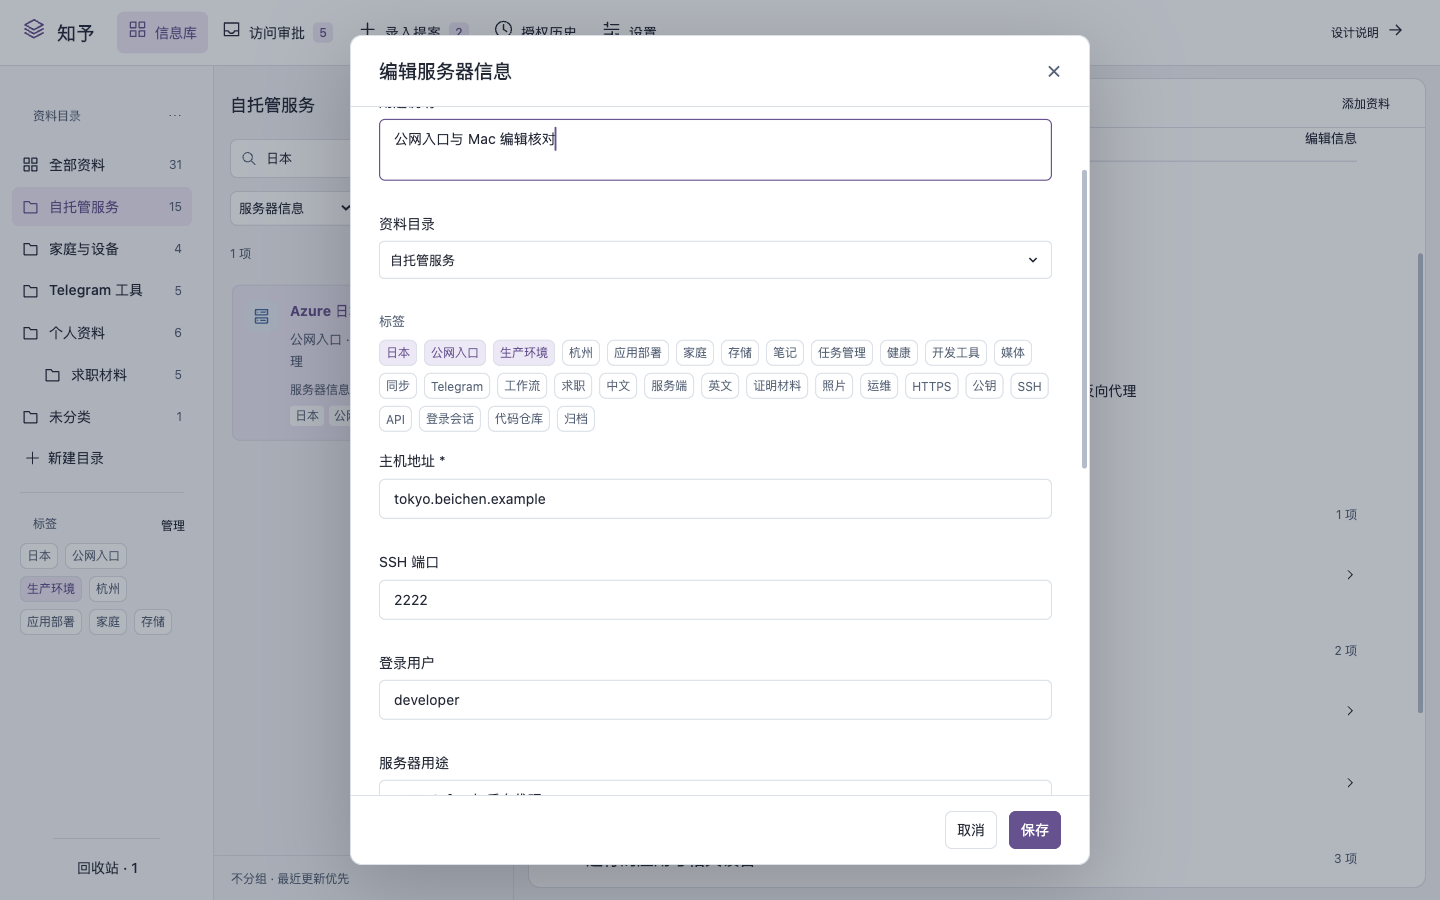 知予
信息库
访问审批 5
录入提案 2
授权历史
设置
设计说明
资料目录
全部资料 31
自托管服务 15
家庭与设备 4
Telegram 工具 5
个人资料 6
求职材料 5
未分类 1
新建目录
标签 管理
日本 公网入口
生产环境 杭州
应用部署 家庭 存储
回收站 · 1
自托管服务
日本
服务器信息
1 项
Azure 日
公网入口 ·
理
服务器信息
日本
不分组 · 最近更新优先
编辑服务器信息
公网入口与 Mac 编辑核对
资料目录
自托管服务
标签
日本 公网入口 生产环境 杭州 应用部署 家庭 存储 笔记 任务管理 健康 开发工具 媒体
同步 Telegram 工作流 求职 中文 服务端 英文 证明材料 照片 运维 HTTPS 公钥 SSH
API 登录会话 代码仓库 归档
主机地址 *
tokyo.beichen.example
SSH 端口
2222
登录用户
developer
服务器用途
取消 保存
添加资料
编辑信息
反向代理
1 项
2 项
3 项